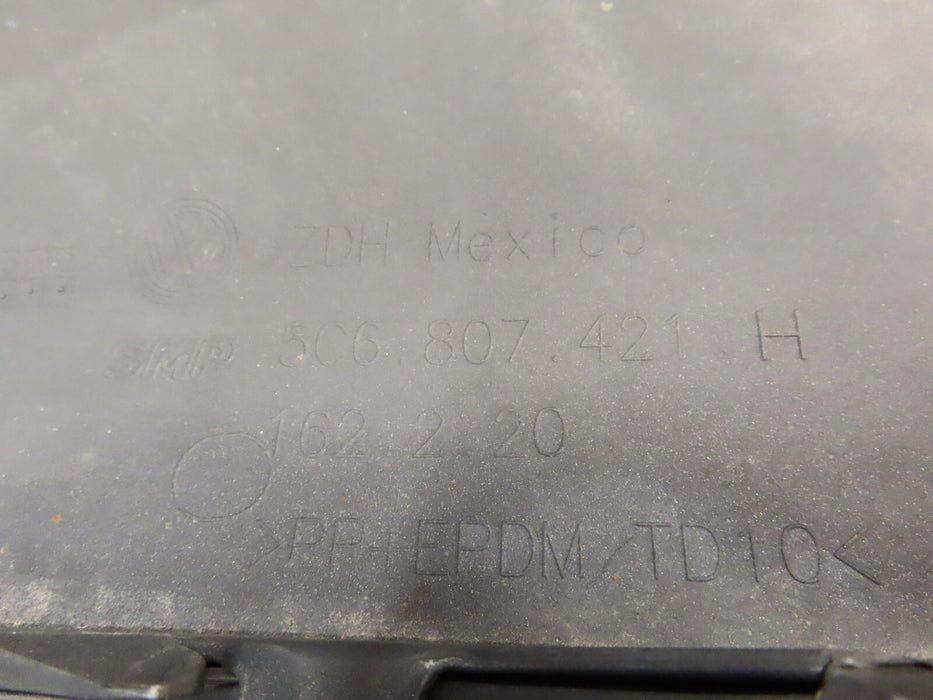 ZDH Mexico
SMP 5C6.807.421.H
162.2.20
>PP+EPDM/TD10<